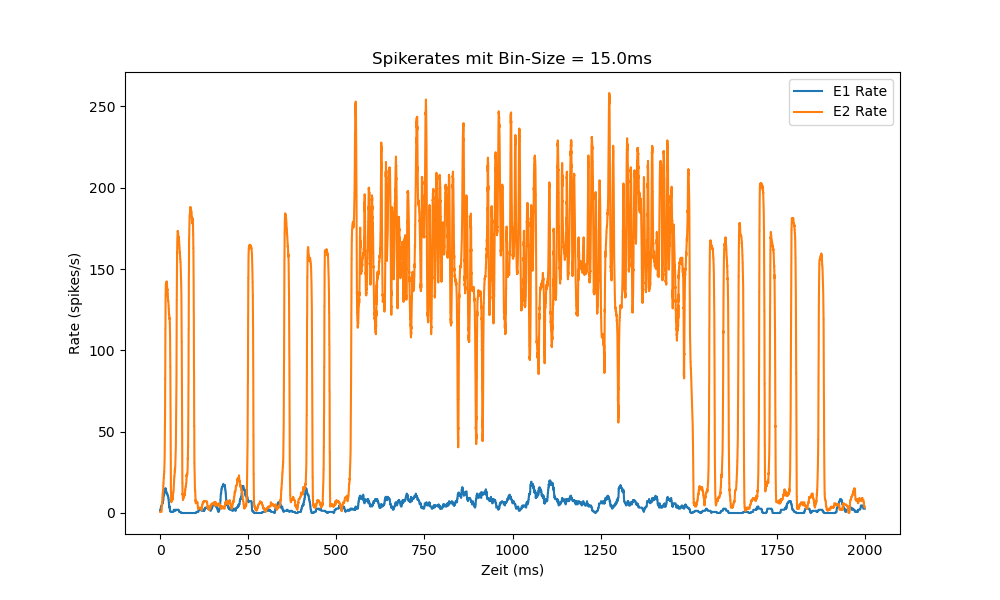 Spikerates mit Bin-Size = 15.0ms
E1 Rate
E2 Rate
250
200
150
100
50
0
Rate (spikes/s)
0 250 500 750 1000 1250 1500 1750 2000
Zeit (ms)